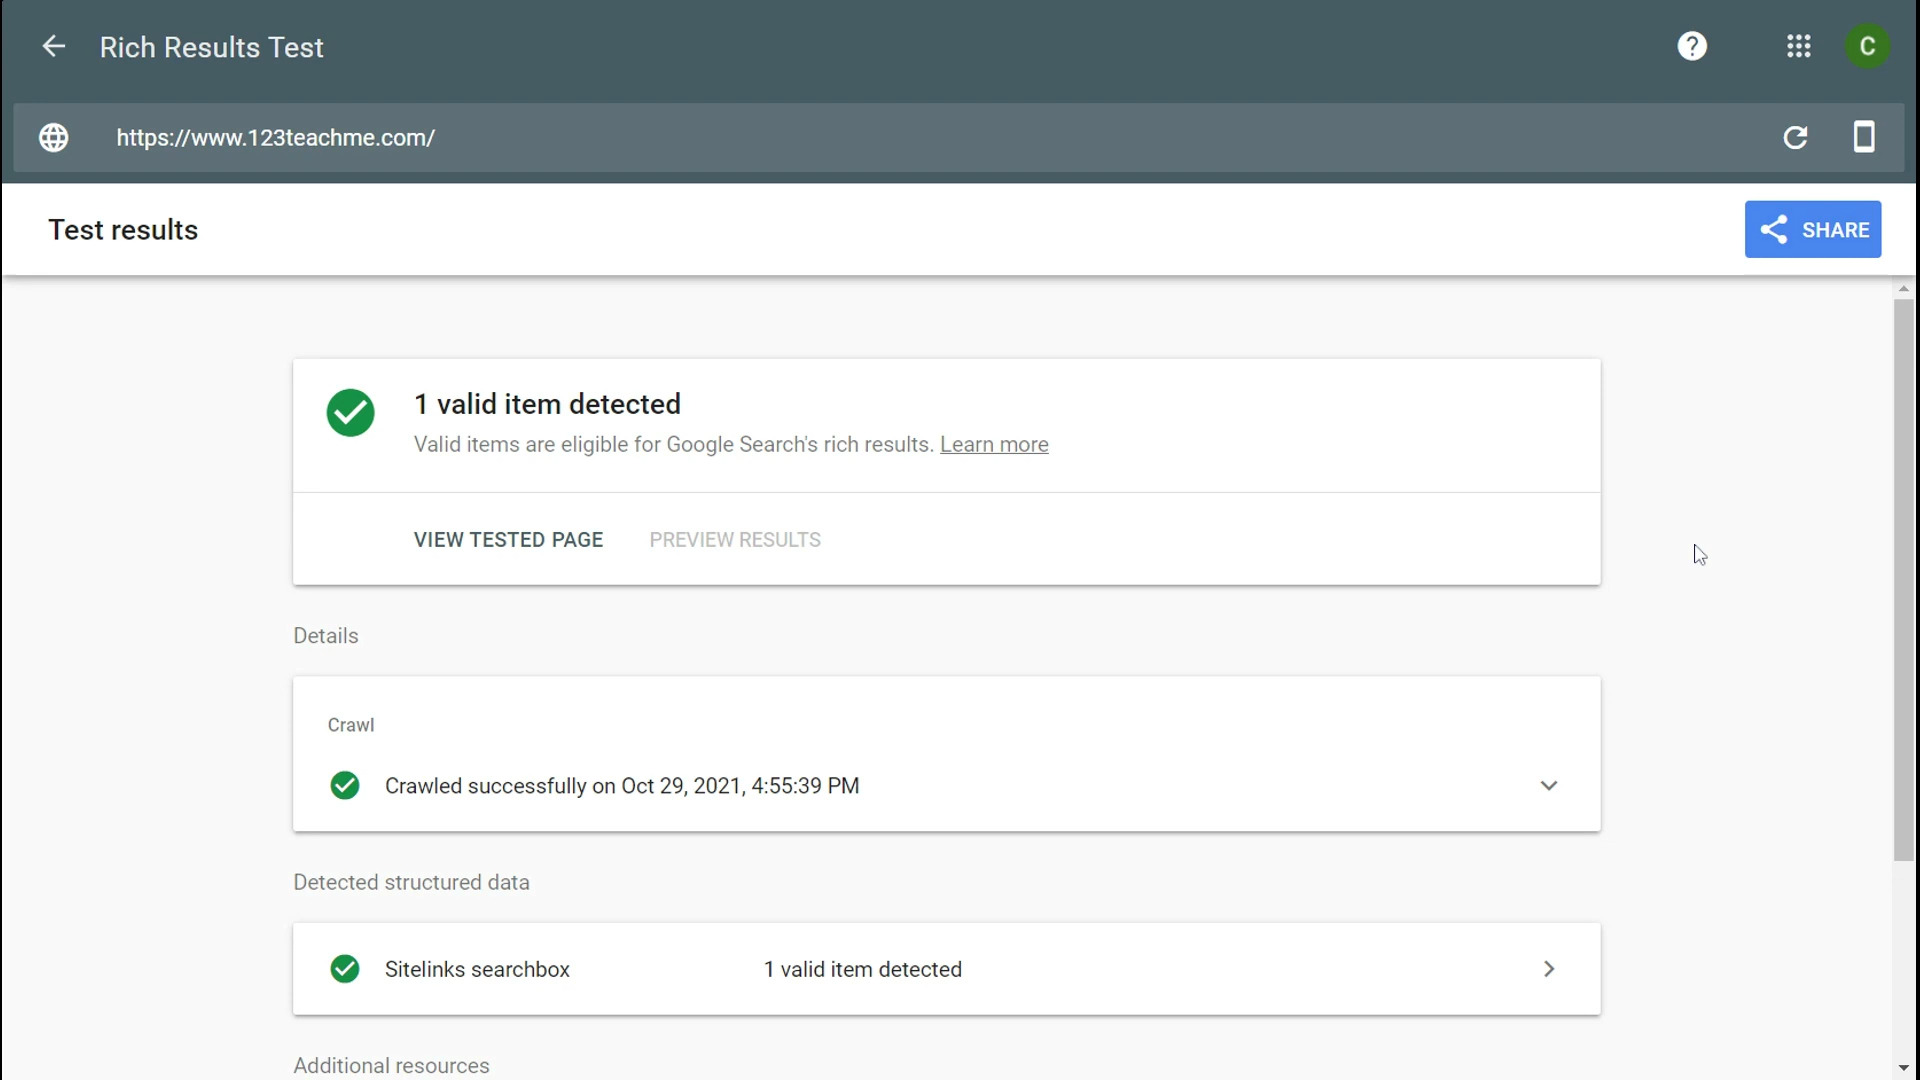 Rich Results Test
C
https://www.123teachme.com/
Test results
SHARE
1 valid item detected
Valid items are eligible for Google Search's rich results. Learn more
VIEW TESTED PAGE PREVIEW RESULTS
Details
Crawl
Crawled successfully on Oct 29, 2021, 4:55:39 PM
Detected structured data
Sitelinks searchbox 1 valid item detected
Additional resources